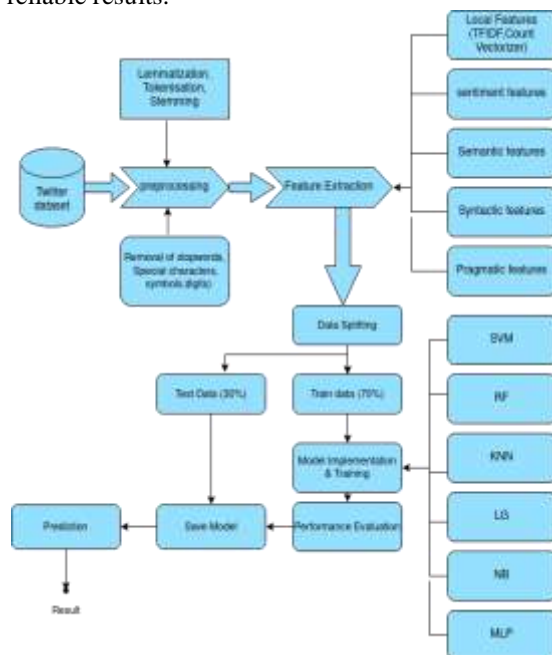 reliable results.
Local Features
(TFIDF,Count
Vectorizer)
Lemmatization,
Tokenisation,
Stemming
sentiment features
Semantic features
Twitter
dataset
preprocessing
Feature Extraction
Syntactic features
Removal of stopwords,
Special characters,
symbols,digits)
Pragmatic features
Data Splitting
SVM
Test Data (30%)
Train data (70%)
RF
Model Implementation
& Training
KNN
Prediction
Save Model
Performance Evaluation
LG
Result
NB
MLP